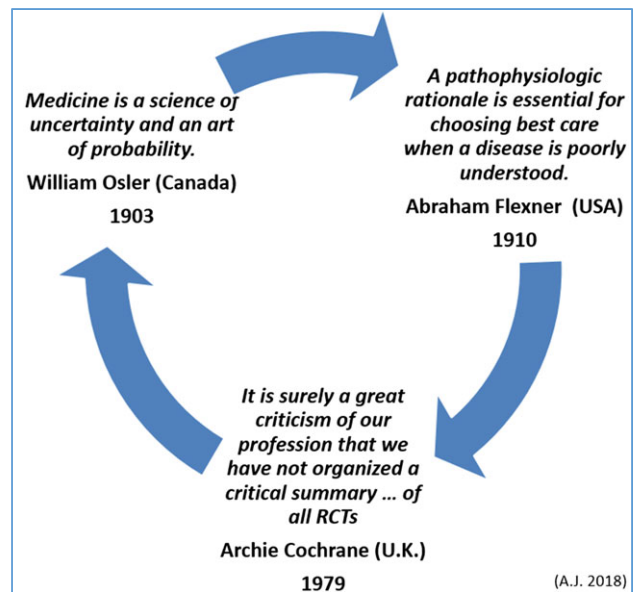 Medicine is a science of
uncertainty and an art
of probability.
William Osler (Canada)
1903
A pathophysiologic
rationale is essential for
choosing best care
when a disease is poorly
understood.
Abraham Flexner  (USA)
1910
It is surely a great
criticism of our
profession that we
have not organized a
critical summary ... of
all RCTs
Archie Cochrane (U.K.)
1979
(A.J. 2018)